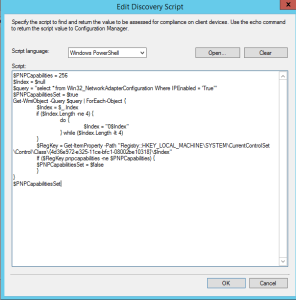 Edit Discovery Script
Specify the script to find and return the value to be assessed for compliance on client devices. Use the echo command
to return the script value to Configuration Manager.
Script language:
Windows PowerShell
Open...
Clear
Script:
$PNPCapabilities = 256
$Index = $null
$query = "select * from Win32_NetworkAdapterConfiguration Where IPEnabled = 'True'"
$PNPCapabilitiesSet = $true
Get-WmiObject -Query $query | ForEach-Object {
$Index = $_.Index
if ($Index.Length -ne 4) {
do {
$Index = "0$Index"
} while ($Index.Length -lt 4)
}
$RegKey = Get-ItemProperty -Path "Registry::HKEY_LOCAL_MACHINE\SYSTEM\CurrentControlSet
\Control\Class\{4d36e972-e325-11ce-bfc1-08002be10318}\$Index"
If ($RegKey.pnpcapabilities -ne $PNPCapabilities) {
$PNPCapabilitiesSet = $false
}
}
$PNPCapabilitiesSet
OK
Cancel